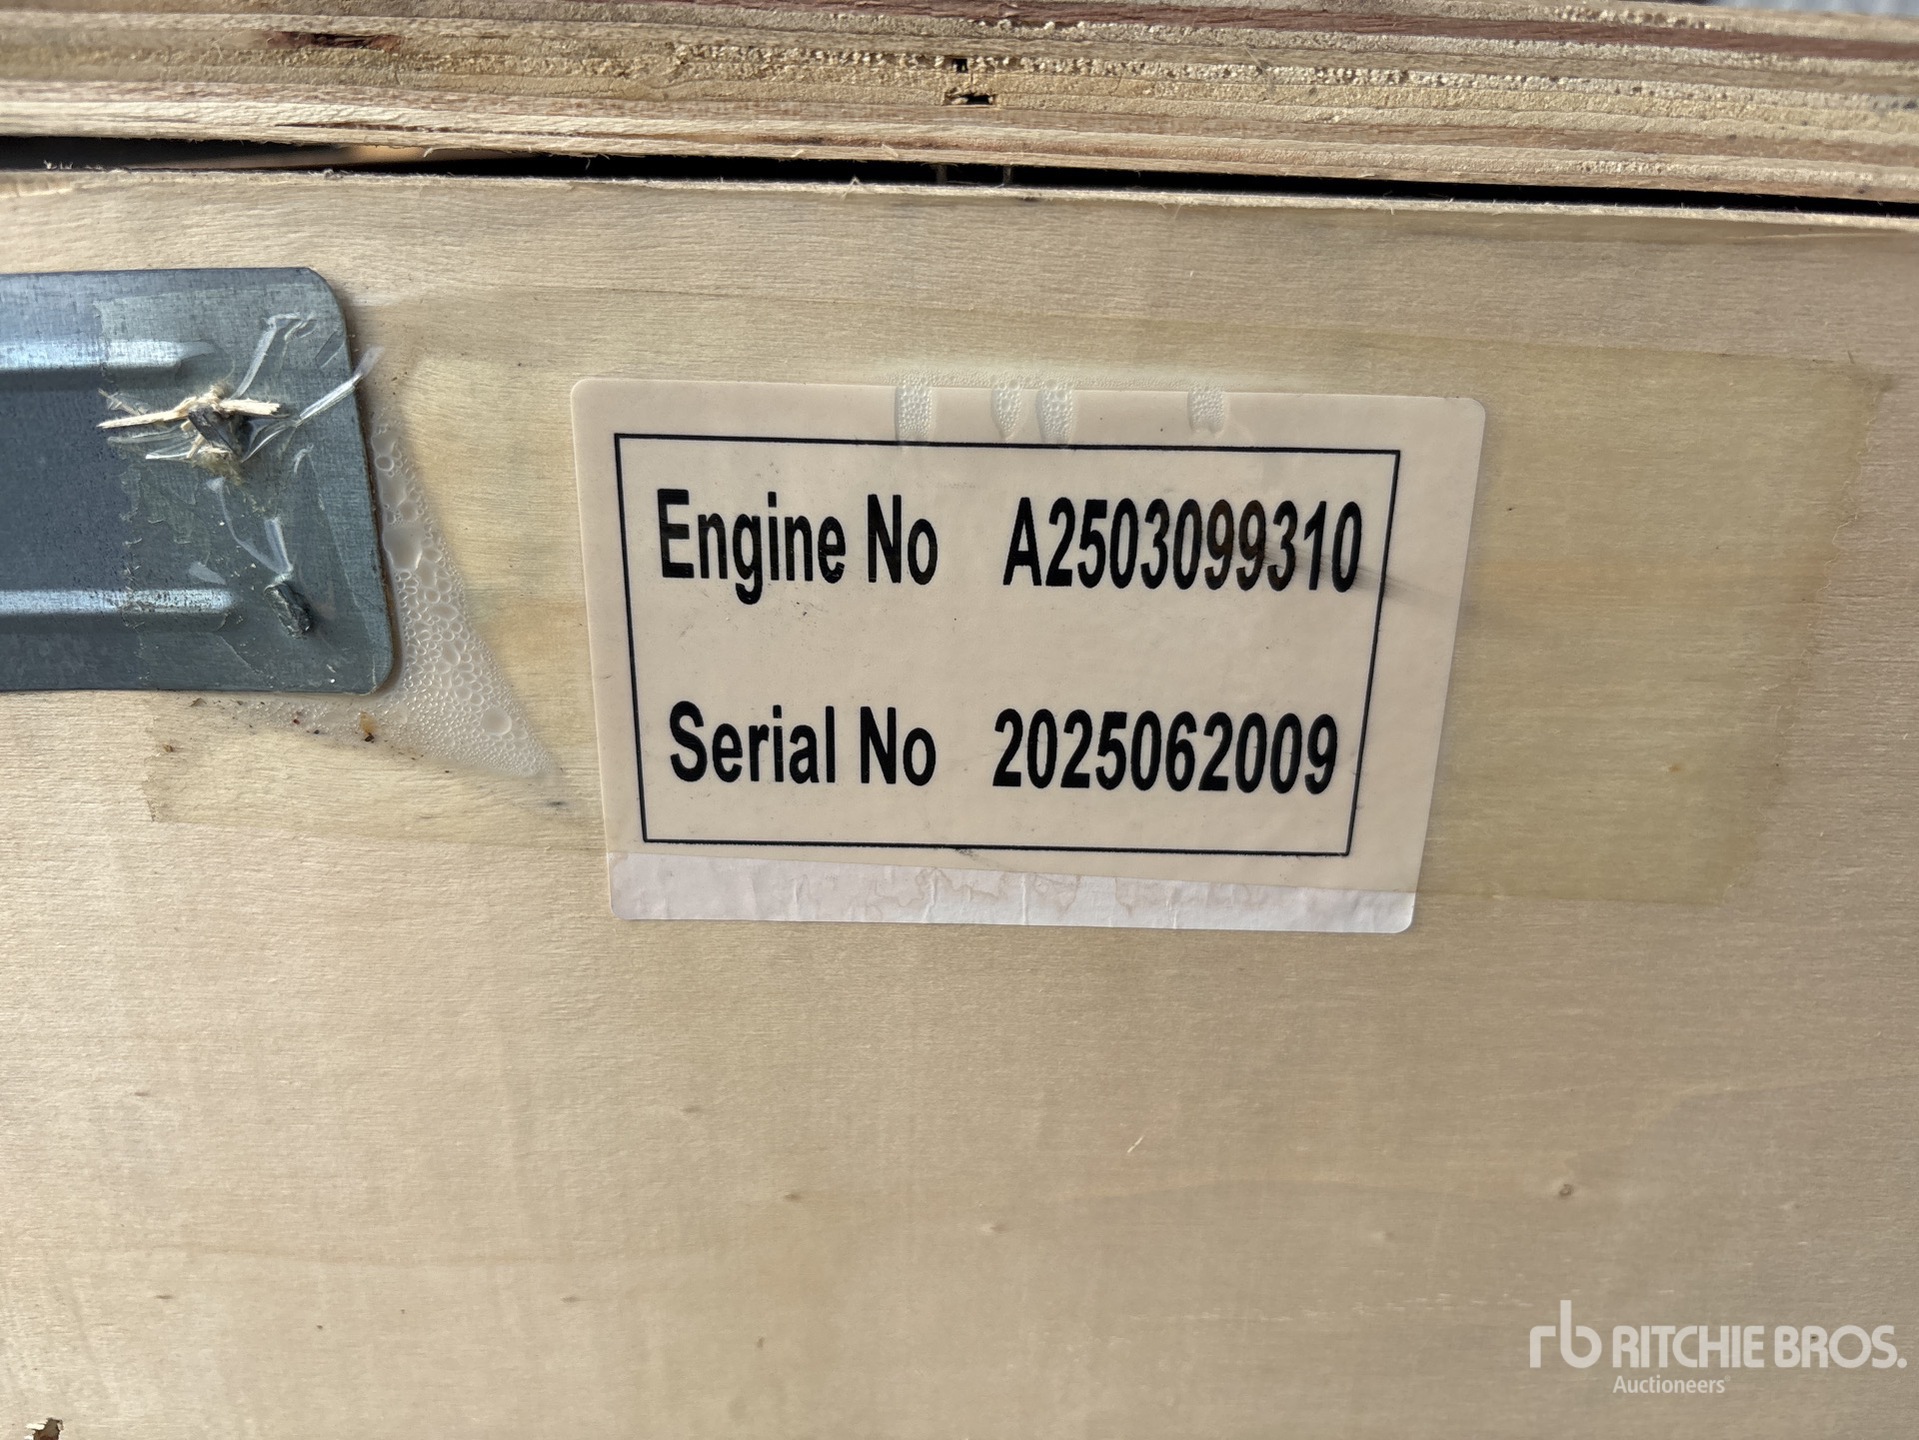 Engine No A2503099310
Serial No 2025062009
rb RITCHIE BROS.
Auctioneers